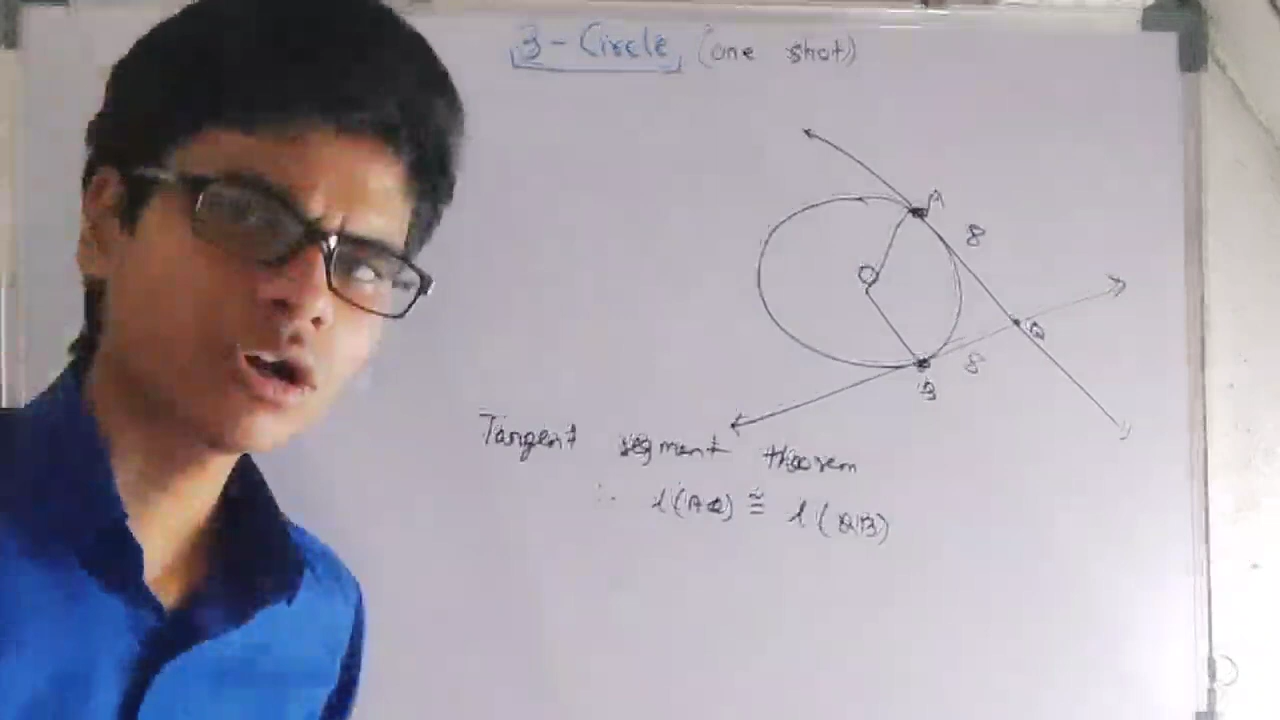 3 - Circle (one shot)
A
8
O
Q
8
B
Tangent segment theorem
∴ l(AQ) ≅ l(QB)